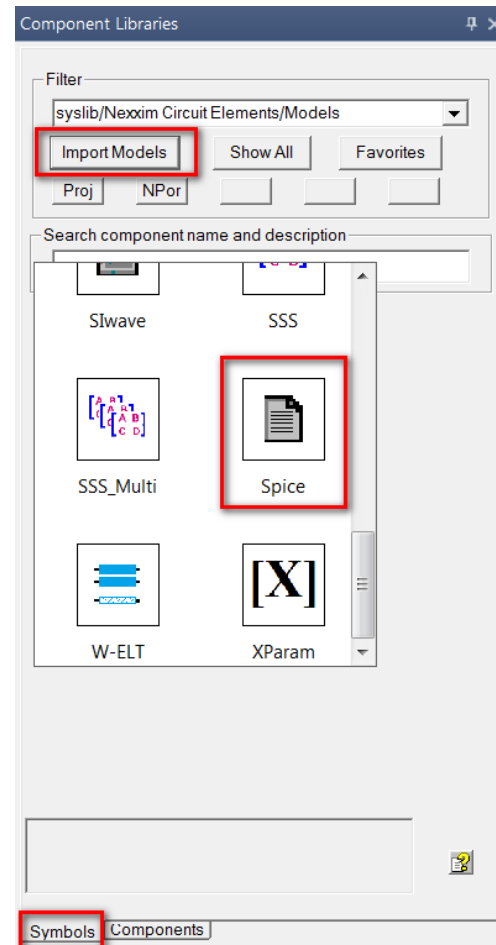 Component Libraries
Filter
syslib/Nexxim Circuit Elements/Models
Import Models Show All Favorites
Proj NPor
Search component name and description
SIwave SSS
SSS_Multi Spice
W-ELT XParam
[X]
Symbols Components